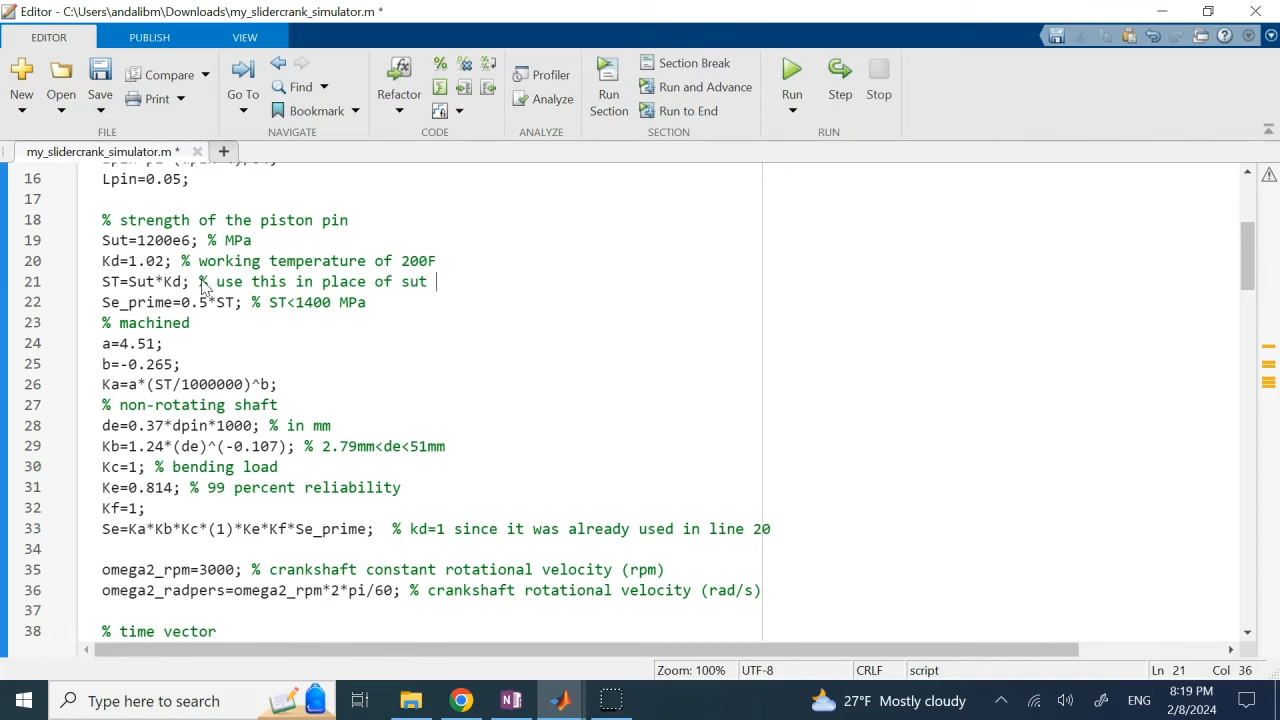 Editor - C:\Users\andalibm\Downloads\my_slidercrank_simulator.m *
EDITOR PUBLISH VIEW
New Open Save Compare Print Go To Find Bookmark Refactor Profiler Analyze Run Section Section Break Run and Advance Run to End Run Step Stop
FILE NAVIGATE CODE ANALYZE SECTION RUN
my_slidercrank_simulator.m *
16 Lpin=0.05;
17
18 % strength of the piston pin
19 Sut=1200e6; % MPa
20 Kd=1.02; % working temperature of 200F
21 ST=Sut*Kd; % use this in place of sut
22 Se_prime=0.5*ST; % ST<1400 MPa
23 % machined
24 a=4.51;
25 b=-0.265;
26 Ka=a*(ST/1000000)^b;
27 % non-rotating shaft
28 de=0.37*dpin*1000; % in mm
29 Kb=1.24*(de)^(-0.107); % 2.79mm<de<51mm
30 Kc=1; % bending load
31 Ke=0.814; % 99 percent reliability
32 Kf=1;
33 Se=Ka*Kb*Kc*(1)*Ke*Kf*Se_prime;  % kd=1 since it was already used in line 20
34
35 omega2_rpm=3000; % crankshaft constant rotational velocity (rpm)
36 omega2_radpers=omega2_rpm*2*pi/60; % crankshaft rotational velocity (rad/s)
37
38 % time vector
Zoom: 100% UTF-8 CRLF script Ln 21 Col 36
Type here to search 27°F Mostly cloudy ENG 8:19 PM
2/8/2024